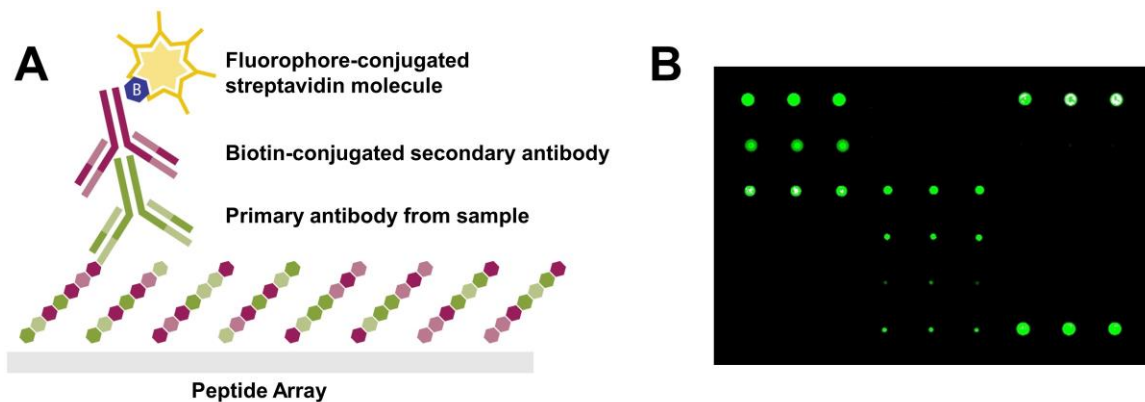 A
B
Fluorophore-conjugated
streptavidin molecule
B
Biotin-conjugated secondary antibody
Primary antibody from sample
Peptide Array